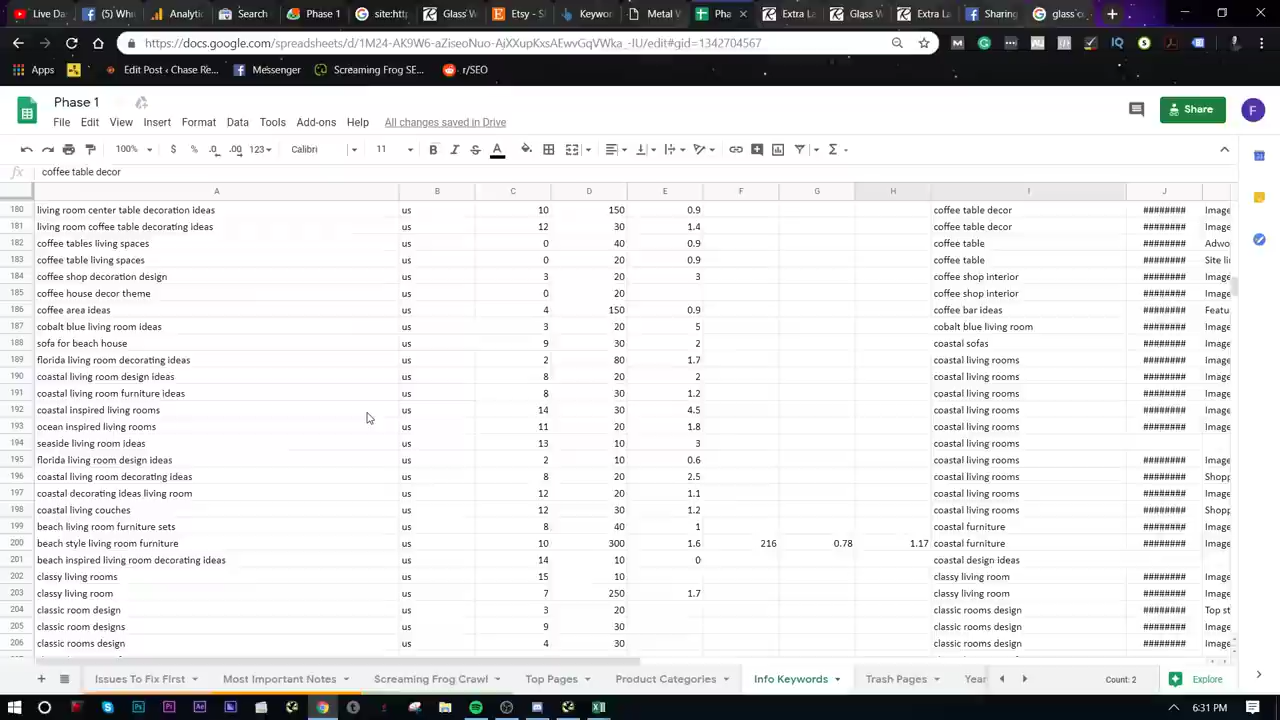 Live Da
(5) Whit
Analytic
Search
Phase 1
site:htt
Glass W
Etsy - S
Keywor
Metal W
Pha
Extra La
Glass W
Extra La
Sharing
glass c
https://docs.google.com/spreadsheets/d/1M24-AK9W6-aZiseoNuo-AjXXupKxsAEwvGqVWka_-IU/edit#gid=1342704567
Apps
Edit Post ‹ Chase Re...
Messenger
Screaming Frog SE...
r/SEO
Phase 1
File Edit View Insert Format Data Tools Add-ons Help All changes saved in Drive
Share
F
100% $ % .0 .00 123 Calibri 11 B I S A
fx coffee table decor
A B C D E F G H I J
180 living room center table decoration ideas us 10 150 0.9 coffee table decor ######## Image
181 living room coffee table decorating ideas us 12 30 1.4 coffee table decor ######## Image
182 coffee tables living spaces us 0 40 0.9 coffee table ######## Adwo
183 coffee table living spaces us 0 20 0.9 coffee table ######## Site li
184 coffee shop decoration design us 3 20 3 coffee shop interior ######## Image
185 coffee house decor theme us 0 20 coffee shop interior ######## Image
186 coffee area ideas us 4 150 0.9 coffee bar ideas ######## Featu
187 cobalt blue living room ideas us 3 20 5 cobalt blue living room ######## Image
188 sofa for beach house us 9 30 2 coastal sofas ######## Image
189 florida living room decorating ideas us 2 80 1.7 coastal living rooms ######## Image
190 coastal living room design ideas us 8 20 2 coastal living rooms ######## Image
191 coastal living room furniture ideas us 8 30 1.2 coastal living rooms ######## Image
192 coastal inspired living rooms us 14 30 4.5 coastal living rooms ######## Image
193 ocean inspired living rooms us 11 20 1.8 coastal living rooms ######## Image
194 seaside living room ideas us 13 10 3 coastal living rooms
195 florida living room design ideas us 2 10 0.6 coastal living rooms ######## Image
196 coastal living room decorating ideas us 8 20 2.5 coastal living rooms ######## Shopp
197 coastal decorating ideas living room us 12 20 1.1 coastal living rooms ######## Image
198 coastal living couches us 12 30 1.2 coastal living rooms ######## Shopp
199 beach living room furniture sets us 8 40 1 coastal furniture ######## Image
200 beach style living room furniture us 10 300 1.6 216 0.78 1.17 coastal furniture ######## Image
201 beach inspired living room decorating ideas us 14 10 0 coastal design ideas
202 classy living rooms us 15 10 classy living room ######## Image
203 classy living room us 7 250 1.7 classy living room ######## Image
204 classic room design us 3 20 classic rooms design ######## Top st
205 classic room designs us 9 30 classic rooms design ######## Image
206 classic rooms design us 4 30 classic rooms design ######## Image
Issues To Fix First
Most Important Notes
Screaming Frog Crawl
Top Pages
Product Categories
Info Keywords
Trash Pages
Year
Count: 2
Explore
6:31 PM